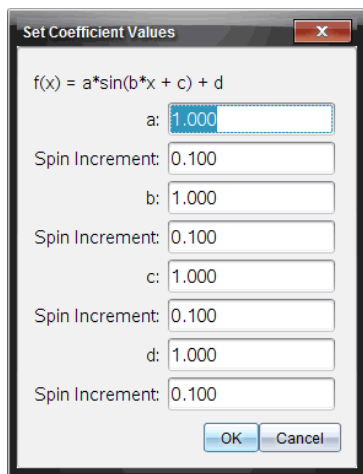 Set Coefficient Values
f(x) = a*sin(b*x + c) + d
a: 1.000
Spin Increment: 0.100
b: 1.000
Spin Increment: 0.100
c: 1.000
Spin Increment: 0.100
d: 1.000
Spin Increment: 0.100
OK Cancel